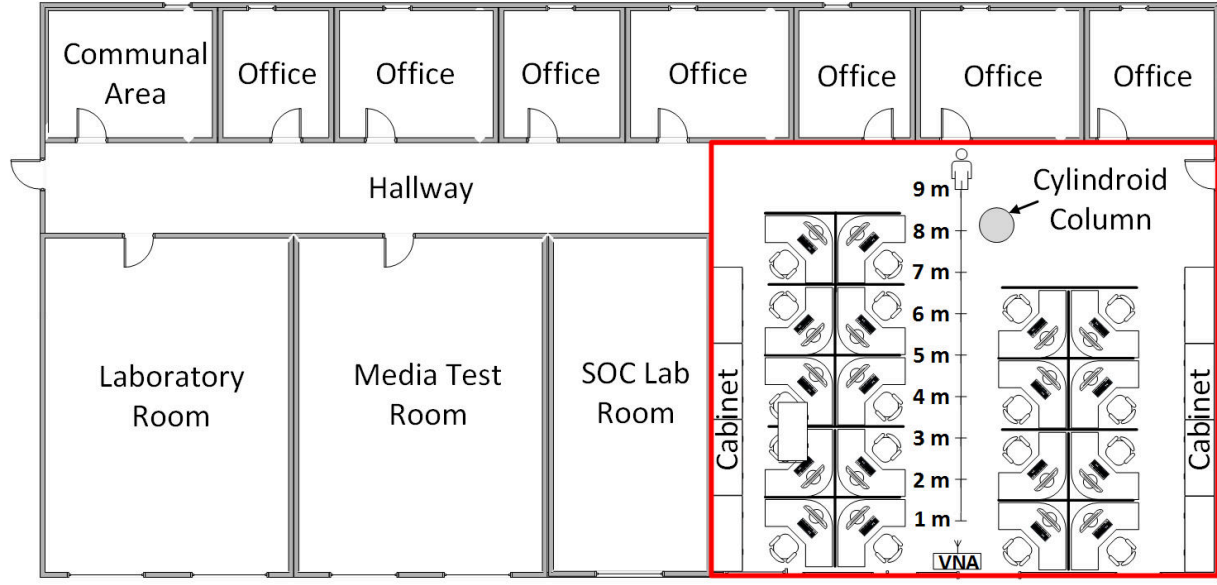 Communal
Area
Office
Office
Office
Office
Office
Office
Office
Hallway
Cylindroid
Column
9 m
8 m
7 m
6 m
5 m
4 m
3 m
2 m
1 m
VNA
Laboratory
Room
Media Test
Room
SOC Lab
Room
Cabinet
Cabinet